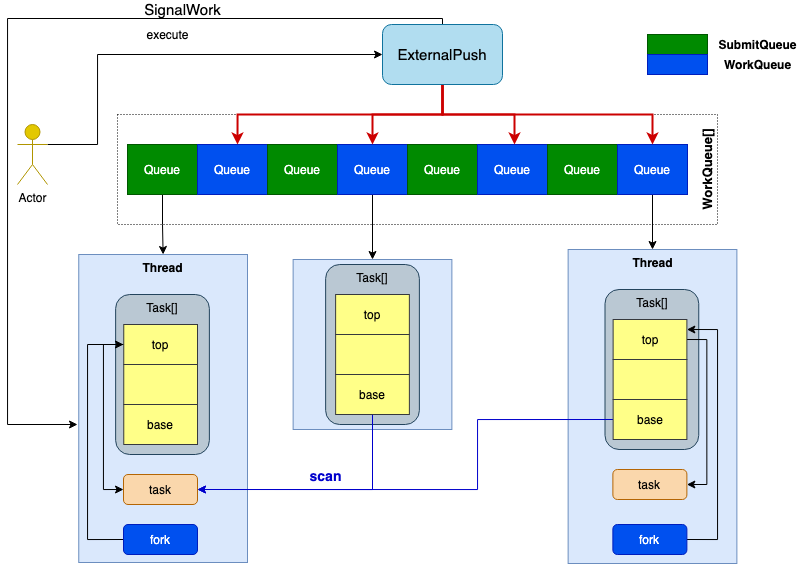 SignalWork
execute
ExternalPush
SubmitQueue
WorkQueue
Actor
Queue Queue Queue Queue Queue Queue Queue Queue
WorkQueue[]
Thread
Task[]
top
base
task
fork
Task[]
top
base
scan
Thread
Task[]
top
base
task
fork